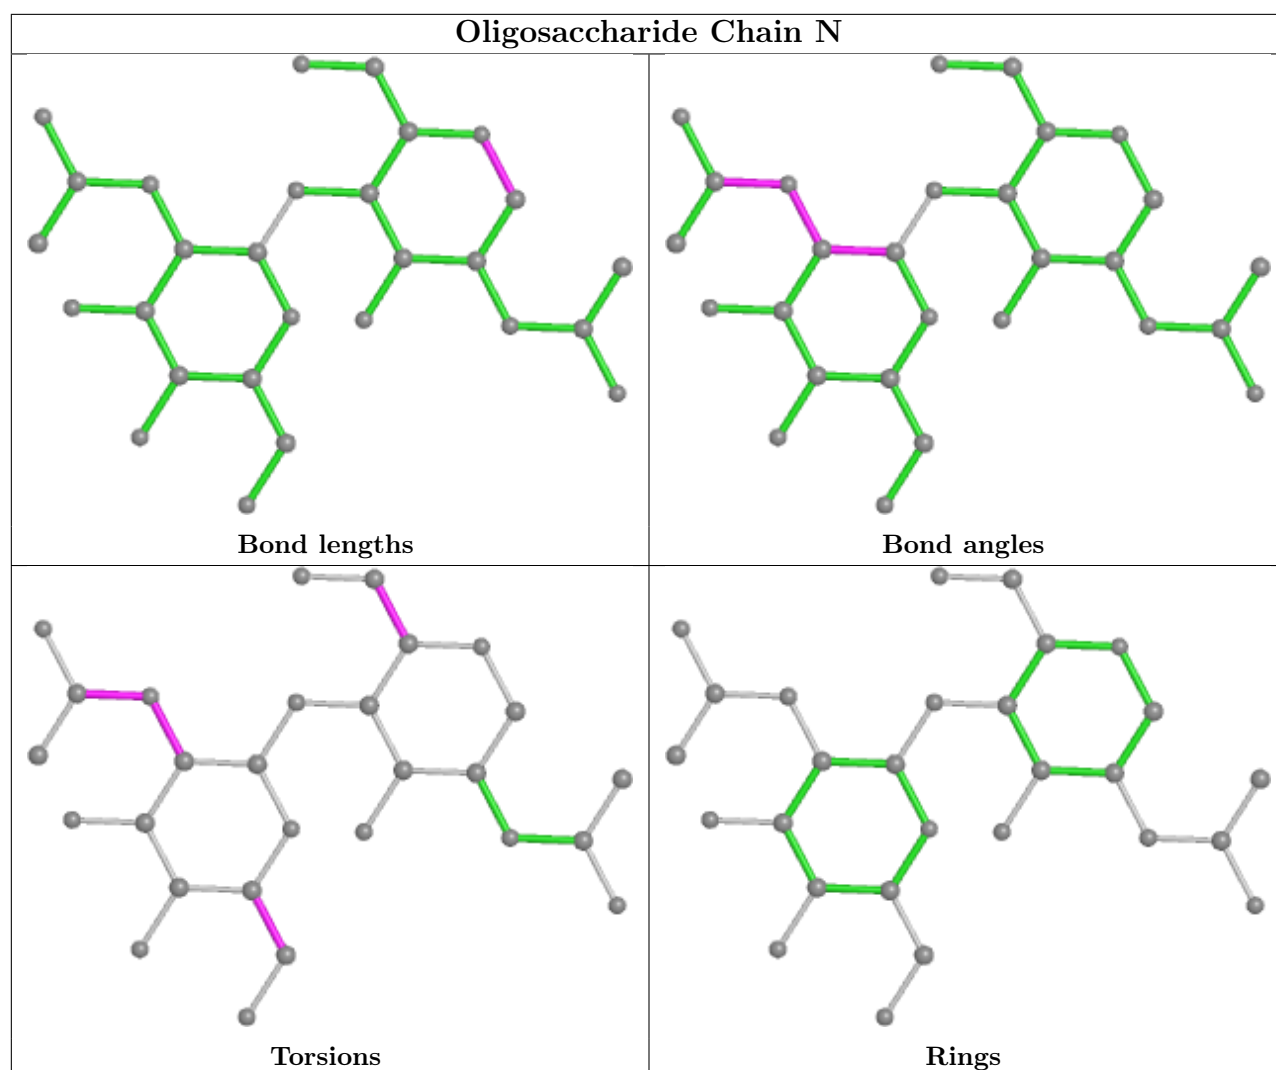 Oligosaccharide Chain N
Bond lengths
Bond angles
Torsions
Rings